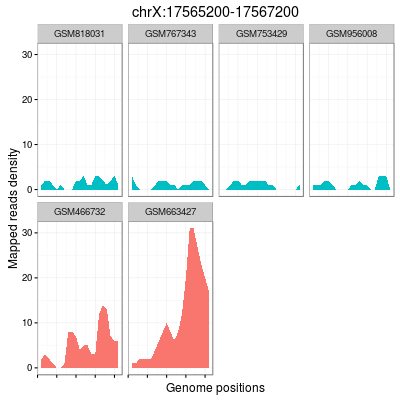 chrX:17565200-17567200
GSM818031 GSM767343 GSM753429 GSM956008
30
20
10
0
GSM466732 GSM663427
30
20
10
0
Mapped reads density
Genome positions